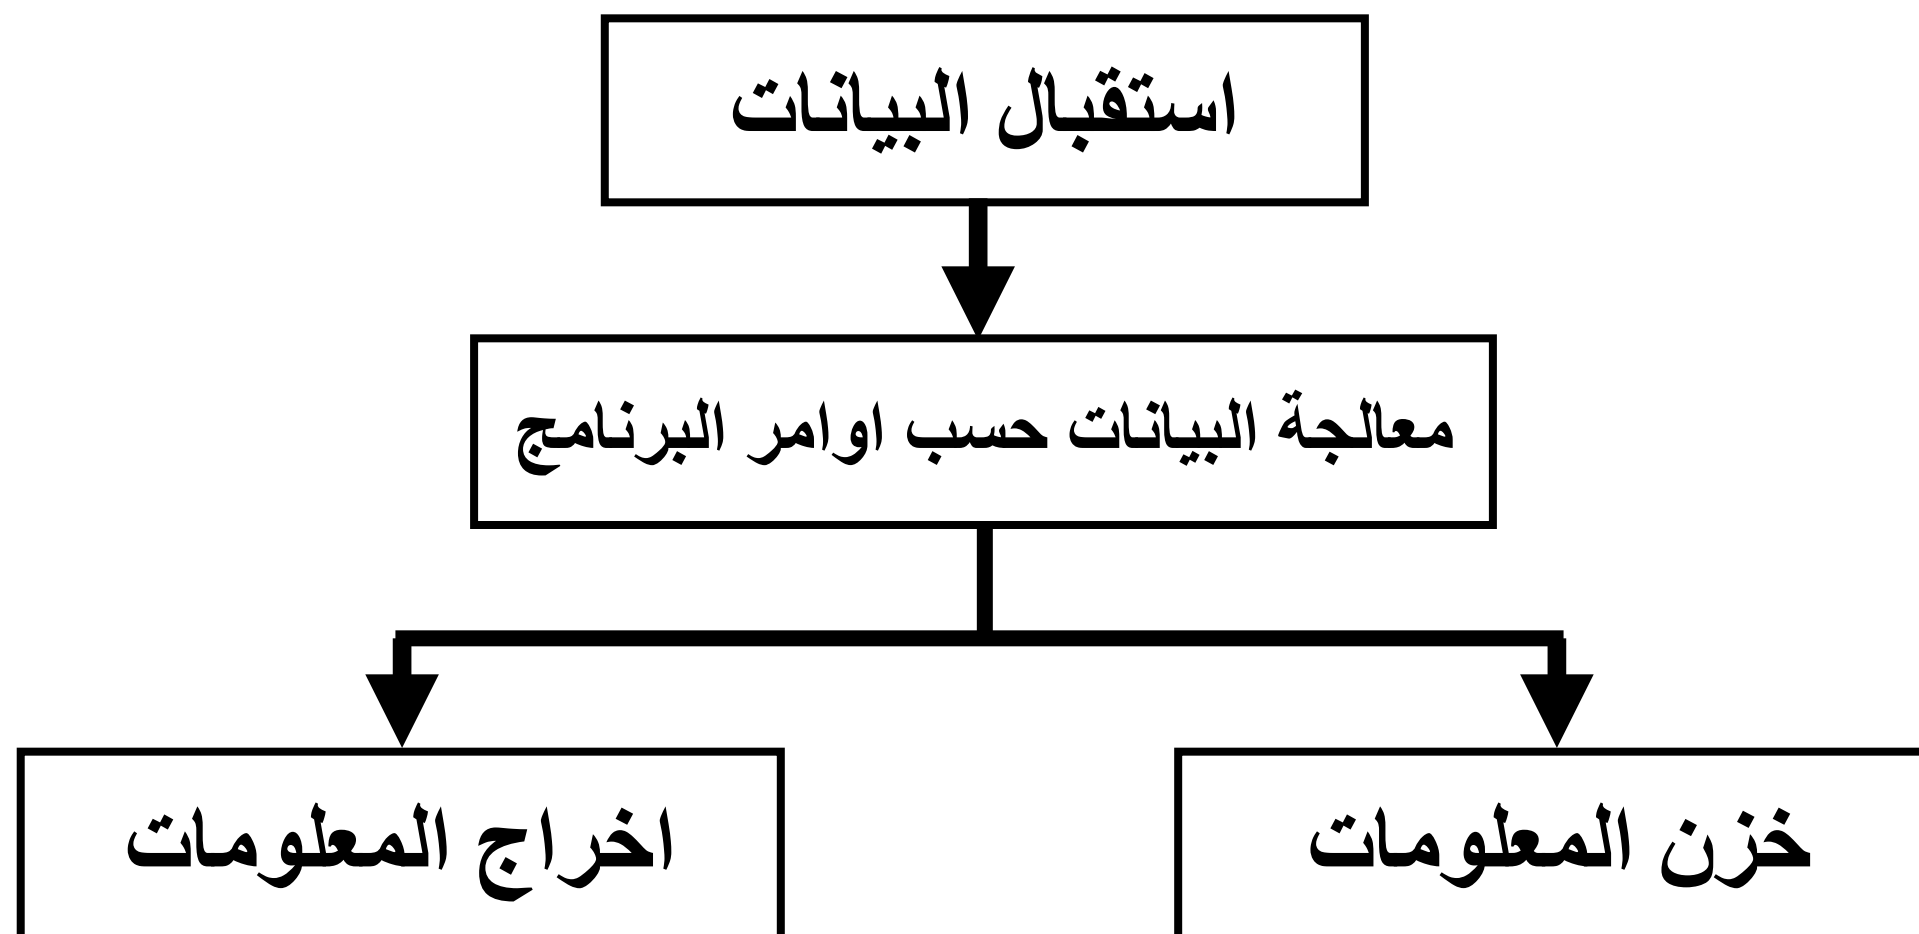 استقبال البيانات
معالجة البيانات حسب اوامر البرنامج
خزن المعلومات
اخراج المعلومات